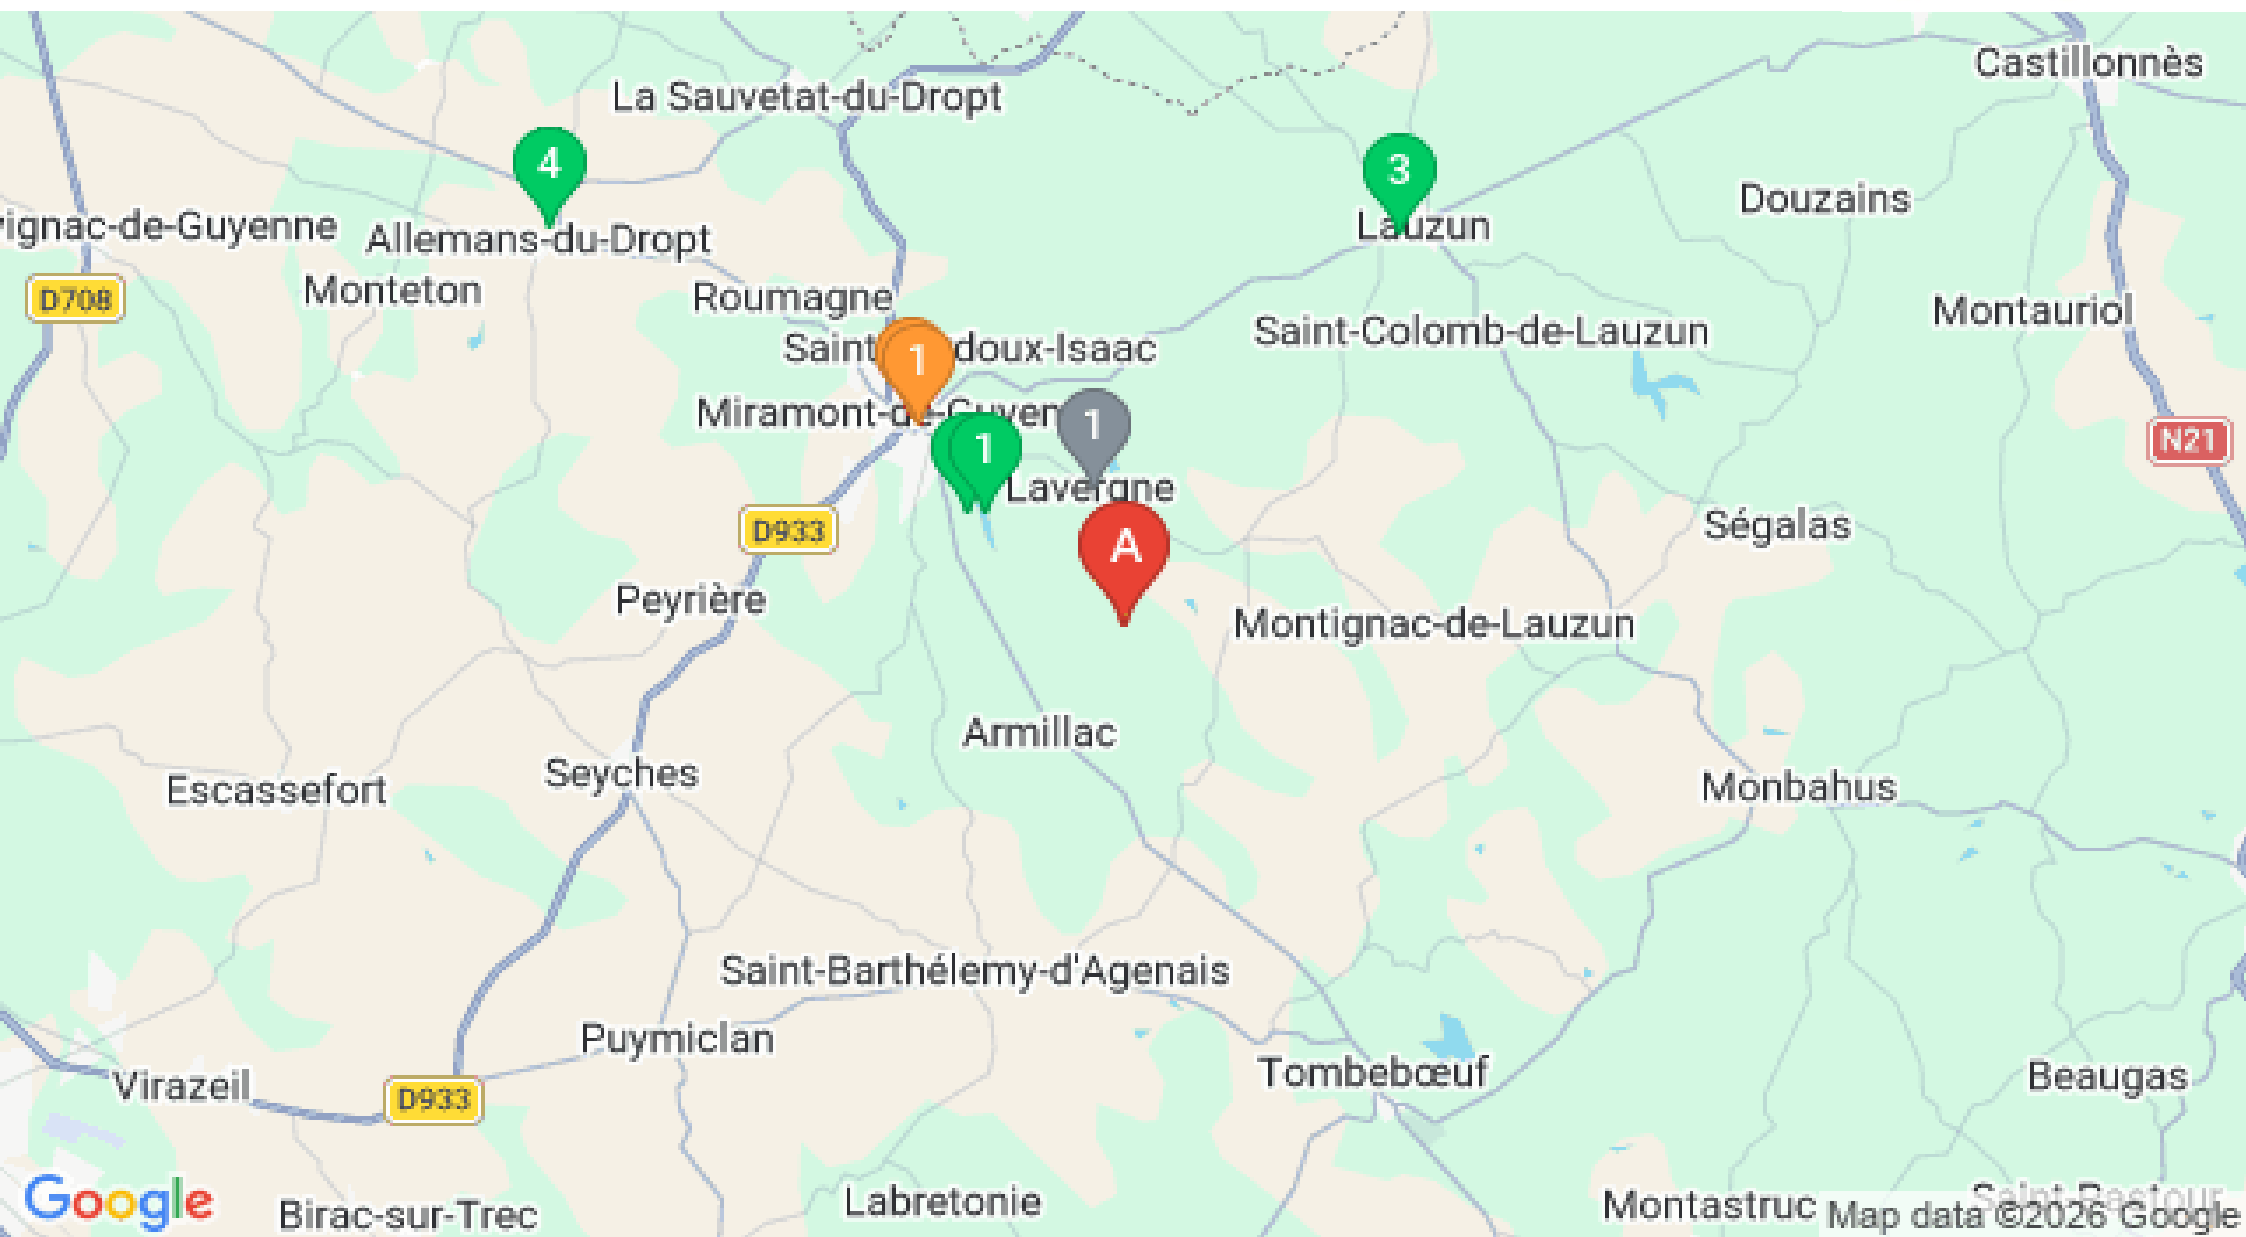 Castillonnès
La Sauvetat-du-Dropt
4
3
Douzains
Lauzun
Allemans-du-Dropt
vignac-de-Guyenne
Monteton
D708
Roumagne
Montauriol
Saint-Colomb-de-Lauzun
Saint
doux-Isaac
1
Miramont-de-Guyen
1
1
N21
Lavergne
Ségalas
D933
A
Peyrière
Montignac-de-Lauzun
Armillac
Seyches
Escassefort
Monbahus
Saint-Barthélemy-d'Agenais
Puymiclan
Tombebœuf
Beaugas
Virazeil
D933
Google
Birac-sur-Trec
Labretonie
Montastruc
Saint-Pastour
Map data ©2026 Google